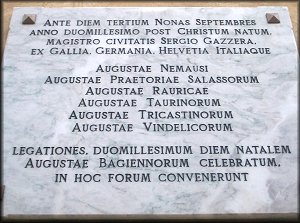 Ante diem tertium Nonas Septembres
anno duomillesimo post Christum natum,
magistro civitatis Sergio Gazzera,
ex Gallia, Germania, Helvetia Italiaque
Augustae Nemausi
Augustae Praetoriae Salassorum
Augustae Rauricae
Augustae Taurinorum
Augustae Tricastinorum
Augustae Vindelicorum
legationes, duomillesimum diem natalem
Augustae Bagiennorum celebratum,
in hoc forum convenerunt